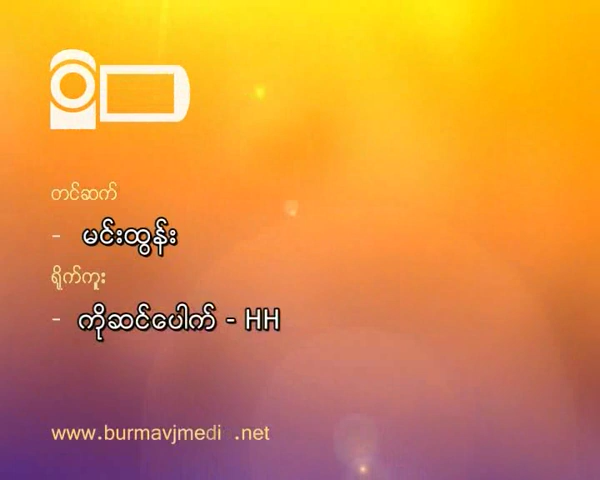 တင်ဆက်
- မင်းထွန်း
ရိုက်ကူး
- ကိုဆင်ပေါက် - HH
www.burmavjmedi .net